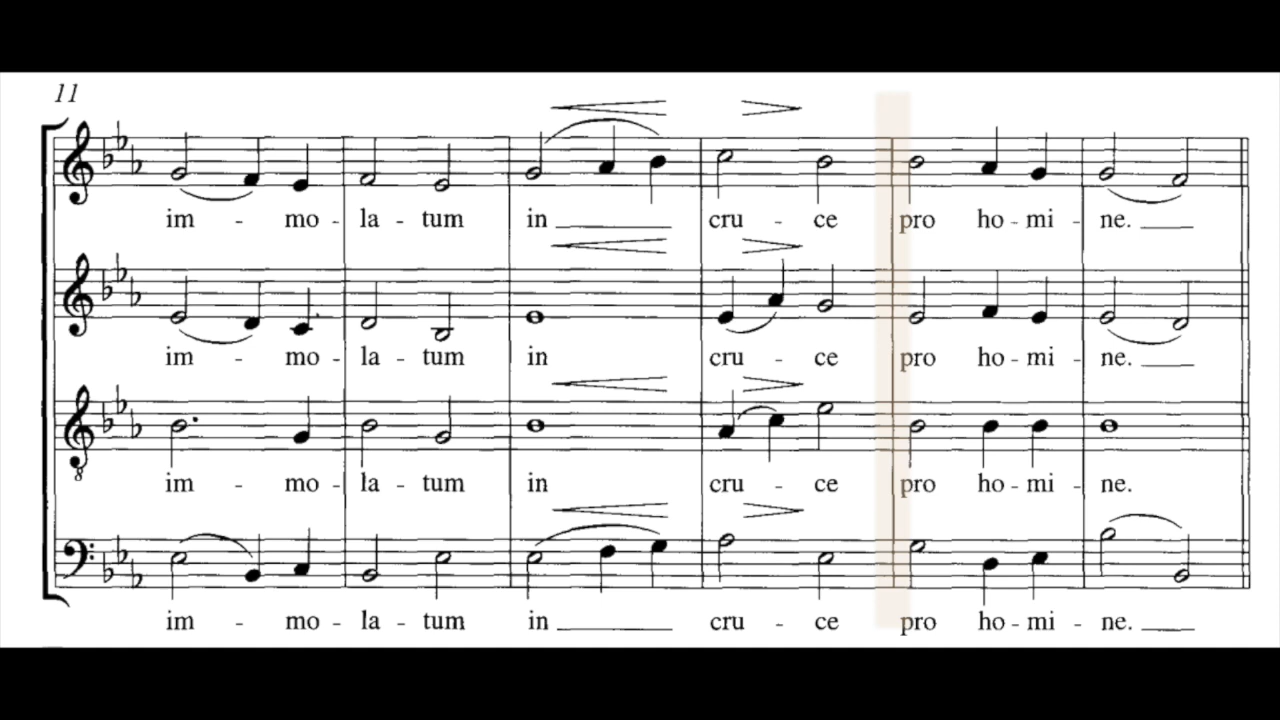 11
im - mo - la - tum in cru - ce pro ho - mi - ne.
im - mo - la - tum in cru - ce pro ho - mi - ne.
8
im - mo - la - tum in cru - ce pro ho - mi - ne.
im - mo - la - tum in cru - ce pro ho - mi - ne.